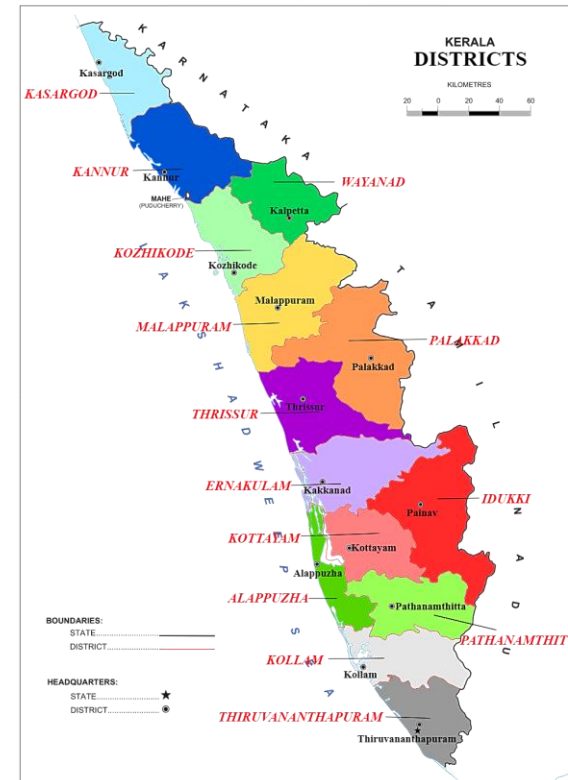 KERALA
DISTRICTS
KILOMETRES
20 0 20 40 60
KARNATAKA
Kasargod
KASARGOD
KANNUR
Kannur
WAYANAD
MAHE
(PUDUCHERRY)
Kalpetta
KOZHIKODE
Kozhikode
LAKSHADWEEP SEA
TAMIL NADU
Malappuram
MALAPPURAM
PALAKKAD
Palakkad
Thrissur
THRISSUR
ERNAKULAM
Kakkanad
IDUKKI
Painav
KOTTAYAM
Kottayam
Alappuzha
ALAPPUZHA
Pathanamthitta
PATHANAMTHIT
KOLLAM
Kollam
THIRUVANANTHAPURAM
Thiruvananthapuram 3
BOUNDARIES:
STATE
DISTRICT
HEADQUARTERS:
STATE
DISTRICT